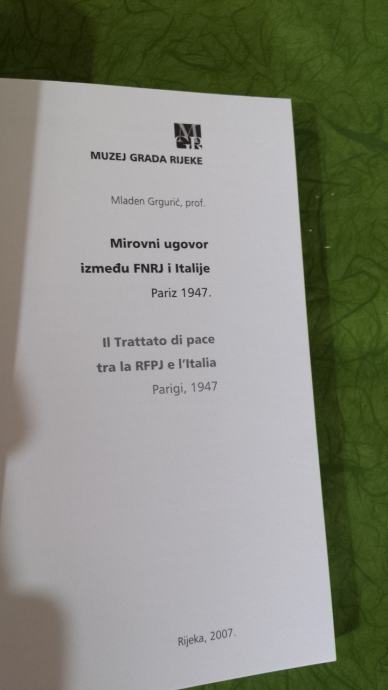 M
GR
MUZEJ GRADA RIJEKE
Mladen Grgurić, prof.
Mirovni ugovor
između FNRJ i Italije
Pariz 1947.
Il Trattato di pace
tra la RFPJ e l'Italia
Parigi, 1947
Rijeka, 2007.